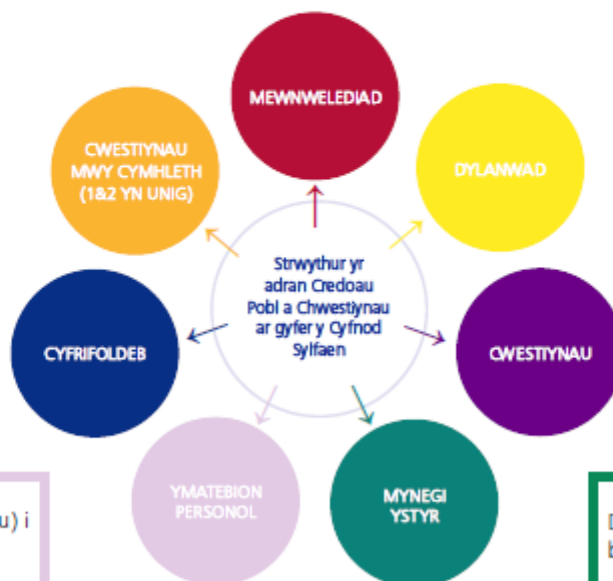 MEWNWELEDIAD
CWESTIYNAU
MWY CYMHLETH
(1&2 YN UNIG)
DYLANWAD
Strwythur yr
adran Credoau
Pobl a Chwestiynau
ar gyfer y Cyfnod
Sylfaen
CYFRIFOLDEB
CWESTIYNAU
YMATEBION
PERSONOL
MYNEGI
YSTYR
u) i